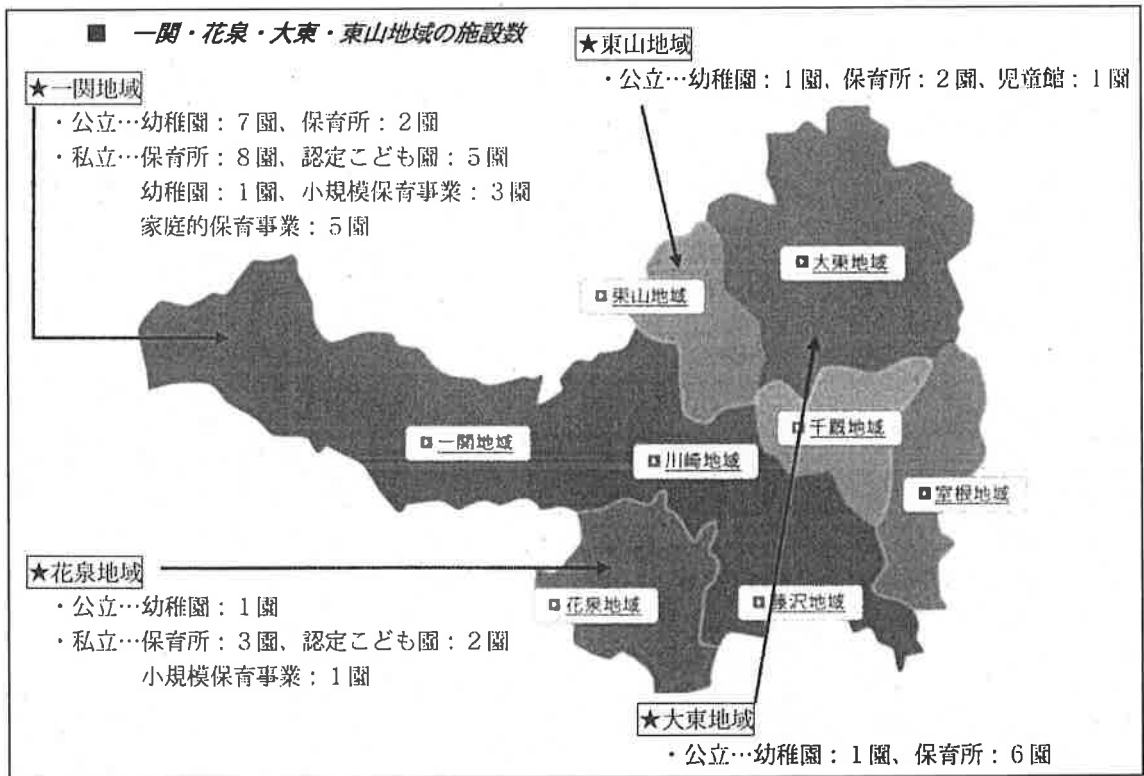 ■ 一関・花泉・大東・東山地域の施設数
★東山地域
・公立…幼稚園：1園、保育所：2園、児童館：1園
★一関地域
・公立…幼稚園：7園、保育所：2園
・私立…保育所：8園、認定こども園：5園
幼稚園：1園、小規模保育事業：3園
家庭的保育事業：5園
大東地域
東山地域
千厩地域
一関地域
川崎地域
室根地域
★花泉地域
・公立…幼稚園：1園
・私立…保育所：3園、認定こども園：2園
小規模保育事業：1園
花泉地域
藤沢地域
★大東地域
・公立…幼稚園：1園、保育所：6園